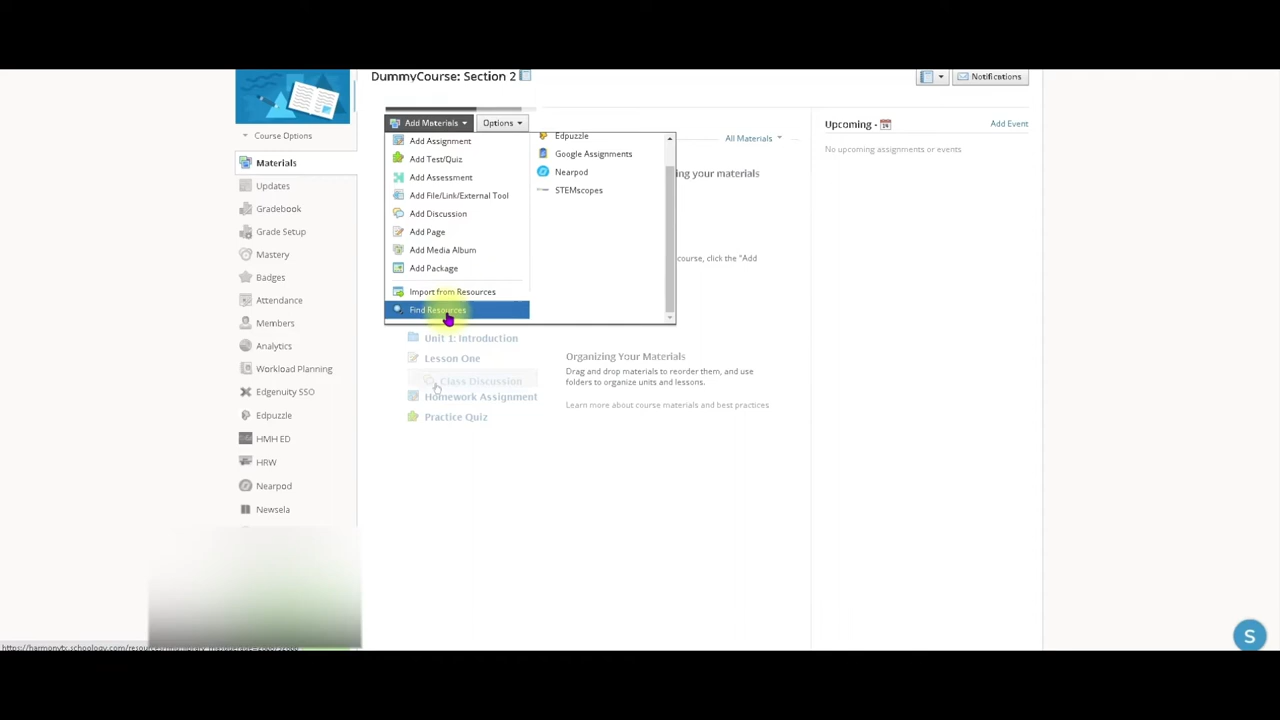 DummyCourse: Section 2
Notifications
Course Options
Materials
Updates
Gradebook
Grade Setup
Mastery
Badges
Attendance
Members
Analytics
Workload Planning
Edgenuity SSO
Edpuzzle
HMH ED
HRW
Nearpod
Newsela
Add Materials
Options
Add Assignment
Add Test/Quiz
Add Assessment
Add File/Link/External Tool
Add Discussion
Add Page
Add Media Album
Add Package
Import from Resources
Find Resources
Edpuzzle
Google Assignments
Nearpod
STEMscopes
All Materials
ing your materials
course, click the "Add
Unit 1: Introduction
Lesson One
Class Discussion
Homework Assignment
Practice Quiz
Organizing Your Materials
Drag and drop materials to reorder them, and use
folders to organize units and lessons.
Learn more about course materials and best practices
Upcoming -
Add Event
No upcoming assignments or events
S